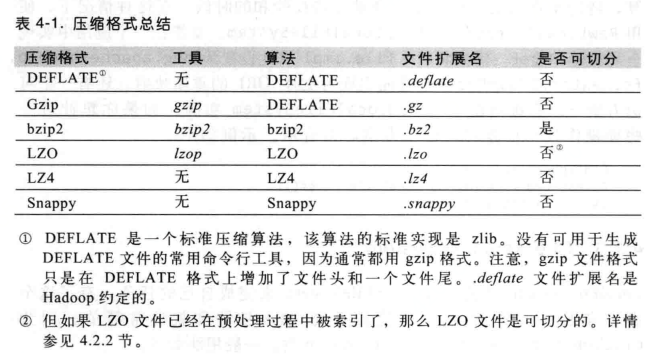 表 4-1. 压缩格式总结
压缩格式 工具 算法 文件扩展名 是否可切分
DEFLATE① 无 DEFLATE .deflate 否
Gzip gzip DEFLATE .gz 否
bzip2 bzip2 bzip2 .bz2 是
LZO lzop LZO .lzo 否②
LZ4 无 LZ4 .lz4 否
Snappy 无 Snappy .snappy 否
① DEFLATE 是一个标准压缩算法，该算法的标准实现是 zlib。没有可用于生成
DEFLATE 文件的常用命令行工具，因为通常都用 gzip 格式。注意，gzip 文件格式
只是在 DEFLATE 格式上增加了文件头和一个文件尾。.deflate 文件扩展名是
Hadoop 约定的。
② 但如果 LZO 文件已经在预处理过程中被索引了，那么 LZO 文件是可切分的。详情
参见 4.2.2 节。